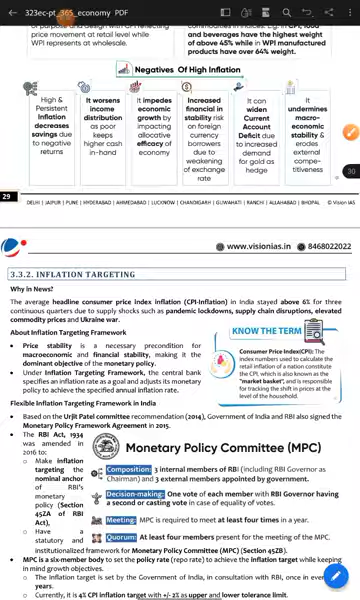 323ec-pt_365_economy PDF
of purpose and design with CPI reflecting
price movement at retail level while
WPI represents at wholesale.
and beverages have the highest weight
of above 45% while in WPI manufactured
products have over 64% weight.
Negatives Of High Inflation
High &
Persistent
Inflation
decreases
savings due
to negative
returns
It worsens
income
distribution
as poor
keeps
higher cash
in-hand
It impedes
economic
growth by
impacting
allocative
efficacy of
economy
Increased
financial in
stability risk
on foreign
currency
borrowers
due to
weakening
of exchange
rate
It can
widen
Current
Account
Deficit due
to increased
demand
for gold as
hedge
It
undermines
macro-
economic
stability &
erodes
external
compe-
titiveness
29
DELHI | JAIPUR | PUNE | HYDERABAD | AHMEDABAD | LUCKNOW | CHANDIGARH | GUWAHATI | RANCHI | ALLAHABAD | BHOPAL © Vision IAS
30
www.visionias.in 8468022022
3.3.2. INFLATION TARGETING
Why in News?
The average headline consumer price index inflation (CPI-Inflation) in India stayed above 6% for three
continuous quarters due to supply shocks such as pandemic lockdowns, supply chain disruptions, elevated
commodity prices and Ukraine war.
About Inflation Targeting Framework
• Price stability is a necessary precondition for
macroeconomic and financial stability, making it the
dominant objective of the monetary policy.
• Under Inflation Targeting Framework, the central bank
specifies an inflation rate as a goal and adjusts its monetary
policy to achieve the specified annual inflation rate.
KNOW THE TERM
Consumer Price Index(CPI): The
index numbers used to calculate the
retail inflation of a nation constitute
the CPI, which is also known as the
"market basket", and is responsible
for tracking the shift in prices at the
level of the household.
Flexible Inflation Targeting Framework in India
• Based on the Urjit Patel committee recommendation (2014), Government of India and RBI also signed the
Monetary Policy Framework Agreement in 2015.
• The RBI Act, 1934
was amended in
2016 to:
o Make inflation
targeting the
nominal anchor
of RBI's
monetary
policy (Section
45ZA of RBI
Act),
o Have a
statutory and
institutionalized framework for Monetary Policy Committee (MPC) (Section 45ZB).
Monetary Policy Committee (MPC)
Composition: 3 internal members of RBI (including RBI Governor as
Chairman) and 3 external members appointed by government.
Decision-making: One vote of each member with RBI Governor having
a second or casting vote in case of equality of votes.
Meeting: MPC is required to meet at least four times in a year.
Quorum: At least four members present for the meeting of the MPC.
• MPC is a six-member body to set the policy rate (repo rate) to achieve the inflation target while keeping
in mind growth objectives.
o The inflation target is set by the Government of India, in consultation with RBI, once in every
years.
o Currently, it is 4% CPI inflation target with +/- 2% as upper and lower tolerance limit.